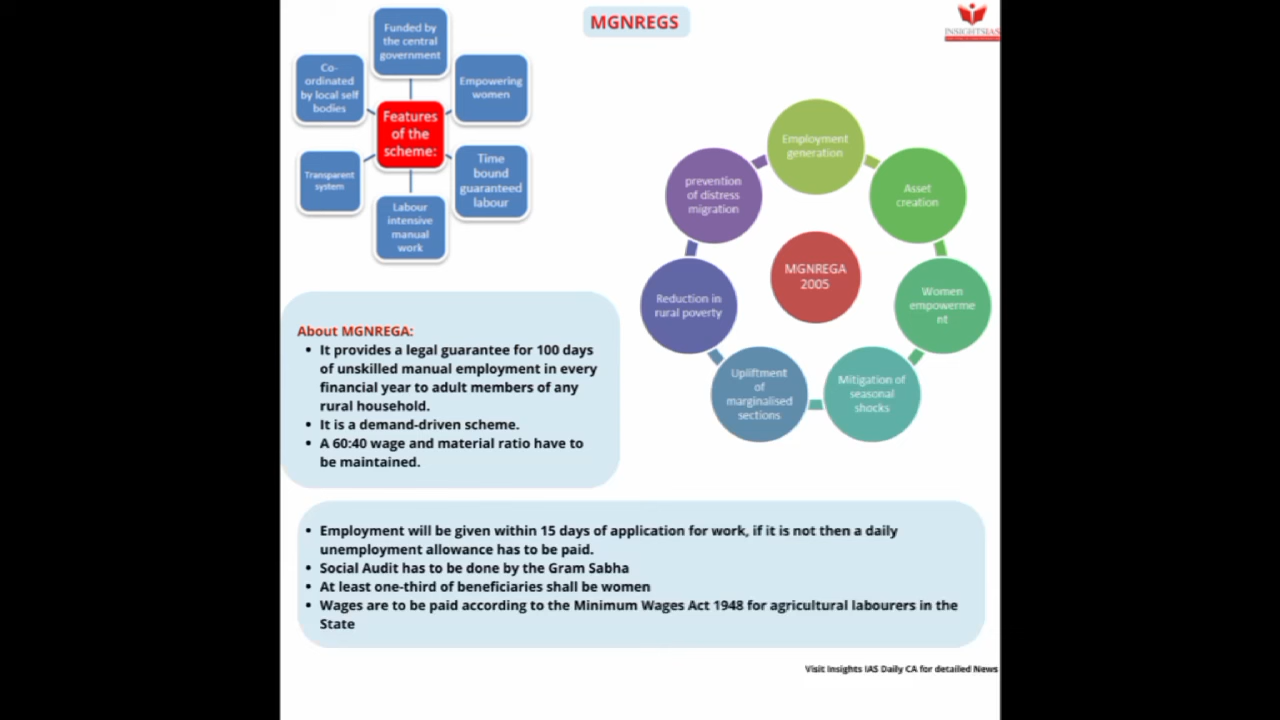 MGNREGS
INSIGHTSIAS
Funded by
the central
government
Co-
ordinated
by local self
bodies
Empowering
women
Features
of the
scheme:
Transparent
system
Time
bound
guaranteed
labour
Labour
intensive
manual
work
Employment
generation
prevention
of distress
migration
Asset
creation
MGNREGA
2005
Reduction in
rural poverty
Women
empowerme
nt
Upliftment
of
marginalised
sections
Mitigation of
seasonal
shocks
About MGNREGA:
• It provides a legal guarantee for 100 days
of unskilled manual employment in every
financial year to adult members of any
rural household.
• It is a demand-driven scheme.
• A 60:40 wage and material ratio have to
be maintained.
• Employment will be given within 15 days of application for work, if it is not then a daily
unemployment allowance has to be paid.
• Social Audit has to be done by the Gram Sabha
• At least one-third of beneficiaries shall be women
• Wages are to be paid according to the Minimum Wages Act 1948 for agricultural labourers in the
State
Visit Insights IAS Daily CA for detailed News